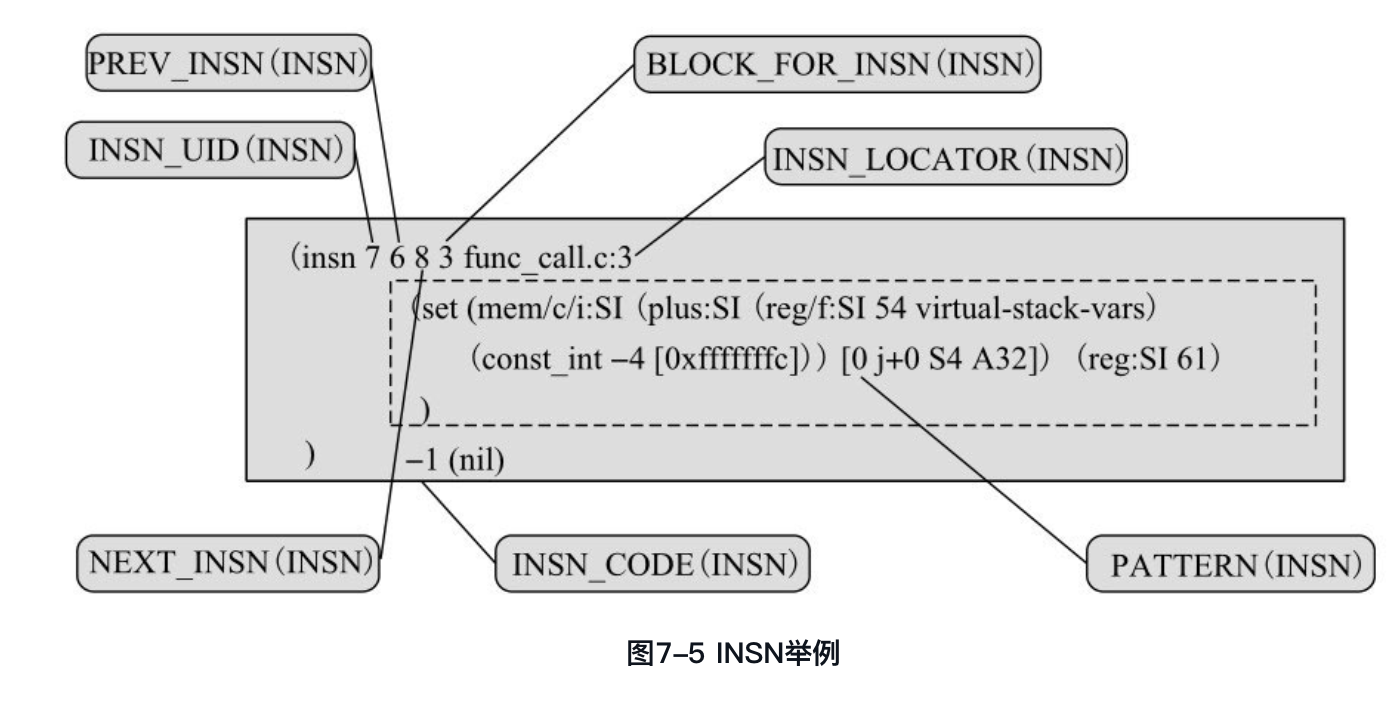 PREV_INSN(INSN)
BLOCK_FOR_INSN(INSN)
INSN_UID(INSN)
INSN_LOCATOR(INSN)
(insn 7 6 8 3 func_call.c:3
(set (mem/c/i:SI (plus:SI (reg/f:SI 54 virtual-stack-vars)
(const_int −4 [0xfffffffc])) [0 j+0 S4 A32]) (reg:SI 61)
)
) −1 (nil)
NEXT_INSN(INSN)
INSN_CODE(INSN)
PATTERN(INSN)
图7–5 INSN举例